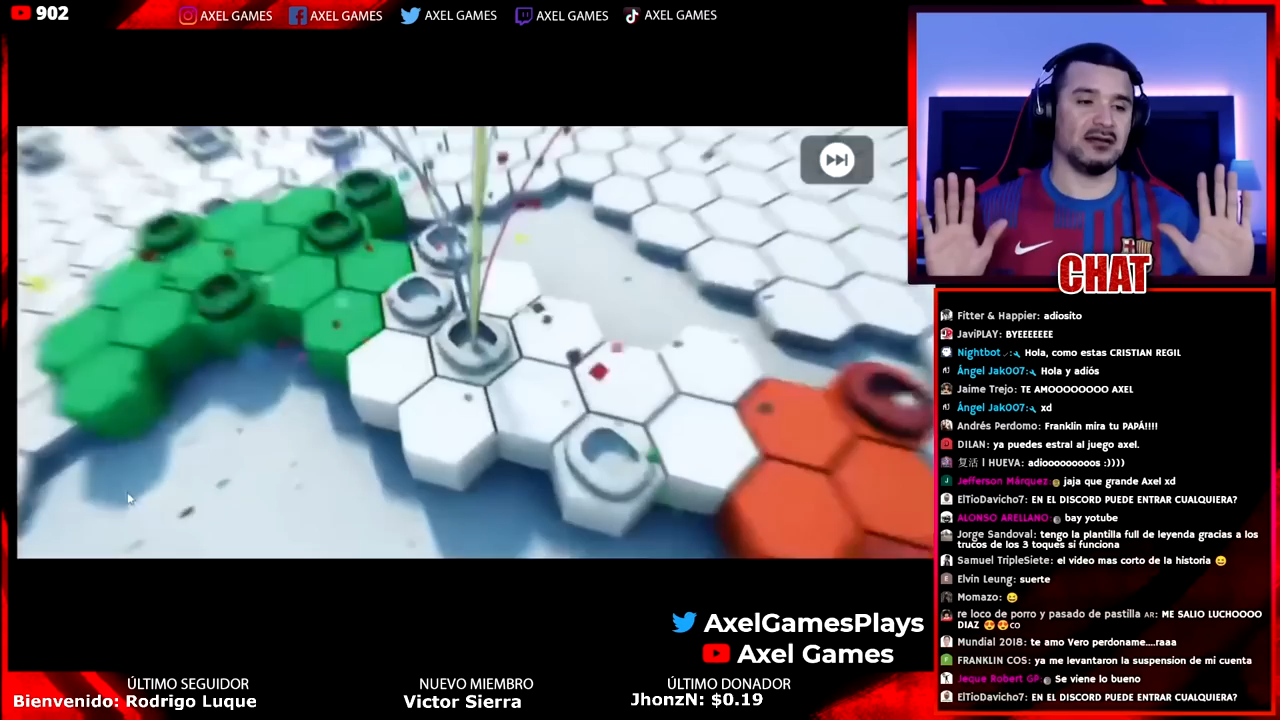 902
AXEL GAMES
AXEL GAMES
AXEL GAMES
AXEL GAMES
AXEL GAMES
CHAT
Fitter & Happier: adiosito
JaviPLAY: BYEEEEEE
Nightbot: Hola, como estas CRISTIAN REGIL
Ángel Jak007: Hola y adiós
Jaime Trejo: TE AMOOOOOOO AXEL
Ángel Jak007: xd
Andrés Perdomo: Franklin mira tu PAPÁ!!!!
DILAN: ya puedes estral al juego axel.
复活 | HUEVA: adiooooooooos :))))
Jefferson Márquez: jaja que grande Axel xd
ElTioDavicho7: EN EL DISCORD PUEDE ENTRAR CUALQUIERA?
ALONSO ARELLANO: bay yotube
Jorge Sandoval: tengo la plantilla full de leyenda gracias a los
trucos de los 3 toques si funciona
Samuel TripleSiete: el video mas corto de la historia 😆
Elvin Leung: suerte
Momazo: 😆
re loco de porro y pasado de pastilla AR: ME SALIO LUCHOOOO
DIAZ 😍😍co
Mundial 2018: te amo Vero perdoname....raaa
FRANKLIN COS: ya me levantaron la suspension de mi cuenta
Jeque Robert GP: Se viene lo bueno
ElTioDavicho7: EN EL DISCORD PUEDE ENTRAR CUALQUIERA?
AxelGamesPlays
Axel Games
ÚLTIMO SEGUIDOR
Bienvenido: Rodrigo Luque
NUEVO MIEMBRO
Victor Sierra
ÚLTIMO DONADOR
JhonzN: $0.19